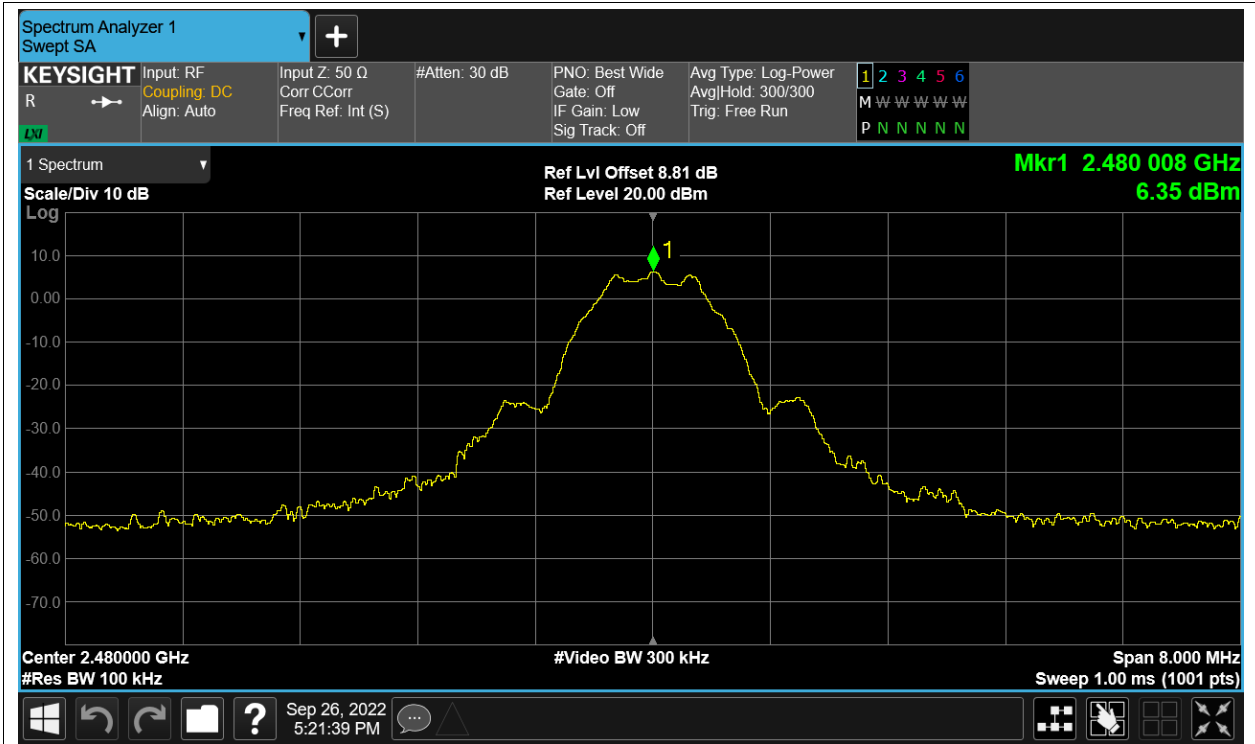 Spectrum Analyzer 1
Swept SA
KEYSIGHT
R
LXI
Input: RF
Coupling: DC
Align: Auto
Input Z: 50 Ω
Corr CCorr
Freq Ref: Int (S)
#Atten: 30 dB
PNO: Best Wide
Gate: Off
IF Gain: Low
Sig Track: Off
Avg Type: Log-Power
Avg|Hold: 300/300
Trig: Free Run
1 2 3 4 5 6
M W W W W W
P N N N N N
1 Spectrum
Scale/Div 10 dB
Log
Ref Lvl Offset 8.81 dB
Ref Level 20.00 dBm
Mkr1 2.480 008 GHz
6.35 dBm
1
10.0
0.00
-10.0
-20.0
-30.0
-40.0
-50.0
-60.0
-70.0
Center 2.480000 GHz
#Res BW 100 kHz
#Video BW 300 kHz
Span 8.000 MHz
Sweep 1.00 ms (1001 pts)
?
Sep 26, 2022
5:21:39 PM